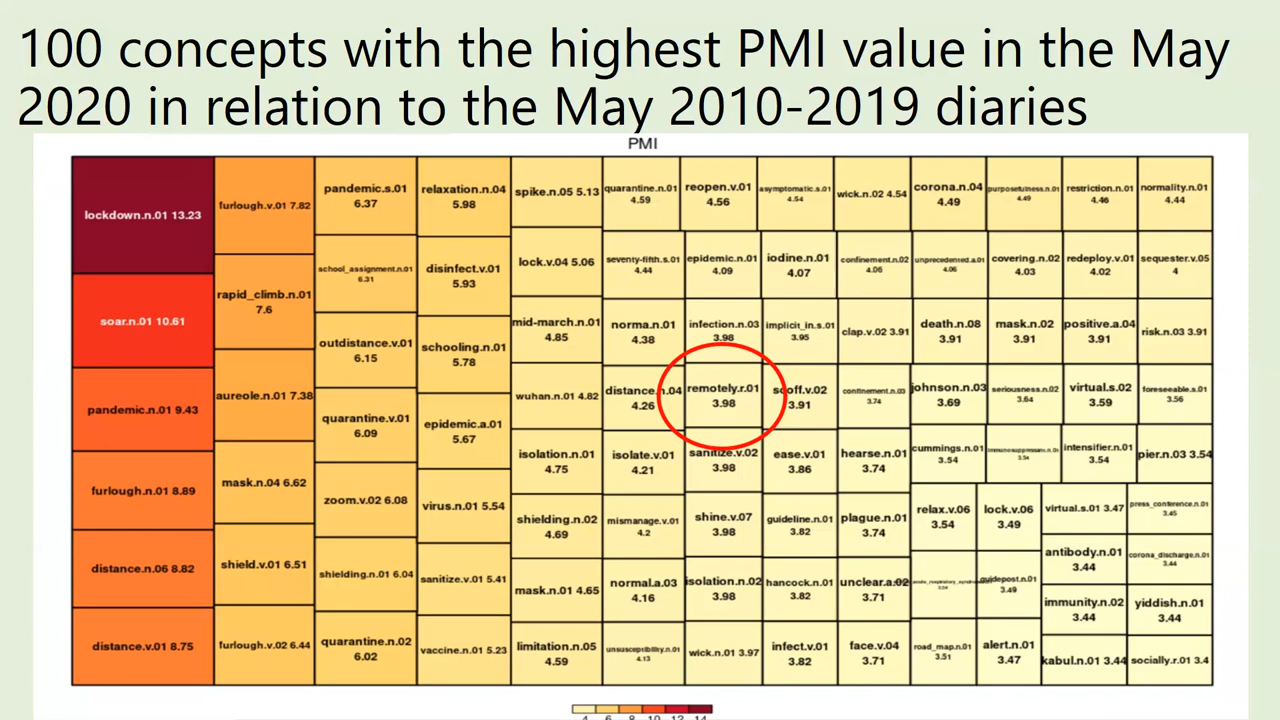 100 concepts with the highest PMI value in the May
2020 in relation to the May 2010-2019 diaries
PMI
lockdown.n.01 13.23
soar.n.01 10.61
pandemic.n.01 9.43
furlough.n.01 8.89
distance.n.06 8.82
distance.v.01 8.75
furlough.v.01 7.82
rapid_climb.n.01
7.6
aureole.n.01 7.38
mask.n.04 6.62
shield.v.01 6.51
furlough.v.02 6.44
pandemic.s.01
6.37
school_assignment.n.01
6.31
outdistance.v.01
6.15
quarantine.v.01
6.09
zoom.v.02 6.08
shielding.n.01 6.04
quarantine.n.02
6.02
relaxation.n.04
5.98
disinfect.v.01
5.93
schooling.n.01
5.78
epidemic.a.01
5.67
virus.n.01 5.54
sanitize.v.01 5.41
vaccine.n.01 5.23
spike.n.05 5.13
lock.v.04 5.06
mid-march.n.01
4.85
wuhan.n.01 4.82
isolation.n.01
4.75
shielding.n.02
4.69
mask.n.01 4.65
limitation.n.05
4.59
quarantine.n.01
4.59
seventy-fifth.s.01
4.44
norma.n.01
4.38
distance.n.04
4.26
isolate.v.01
4.21
mismanage.v.01
4.2
normal.a.03
4.16
unsusceptibility.n.01
4.13
reopen.v.01
4.56
epidemic.n.01
4.09
infection.n.03
3.98
remotely.r.01
3.98
sanitize.v.02
3.98
shine.v.07
3.98
isolation.n.02
3.98
wick.n.01 3.97
asymptomatic.s.01
4.54
iodine.n.01
4.07
implicit_in.s.01
3.95
scoff.v.02
3.91
ease.v.01
3.86
guideline.n.01
3.82
hancock.n.01
3.82
infect.v.01
3.82
wick.n.02 4.54
confinement.n.02
4.06
clap.v.02 3.91
confinement.n.03
3.74
hearse.n.01
3.74
plague.n.01
3.74
unclear.a.02
3.71
face.v.04
3.71
corona.n.04
4.49
unprecedented.a.01
4.06
death.n.08
3.91
johnson.n.03
3.69
cummings.n.01
3.54
relax.v.06
3.54
3.54
road_map.n.01
3.51
purposefulness.n.01
4.49
covering.n.02
4.03
mask.n.02
3.91
seriousness.n.02
3.64
3.54
lock.v.06
3.49
guidepost.n.01
3.49
alert.n.01
3.47
restriction.n.01
4.46
redeploy.v.01
4.02
positive.a.04
3.91
virtual.s.02
3.59
intensifier.n.01
3.54
virtual.s.01 3.47
antibody.n.01
3.44
immunity.n.02
3.44
kabul.n.01 3.44
normality.n.01
4.44
sequester.v.05
4
risk.n.03 3.91
foreseeable.s.01
3.56
pier.n.03 3.54
press_conference.n.01
3.45
corona_discharge.n.01
3.44
yiddish.n.01
3.44
socially.r.01 3.4
4 6 8 10 12 14